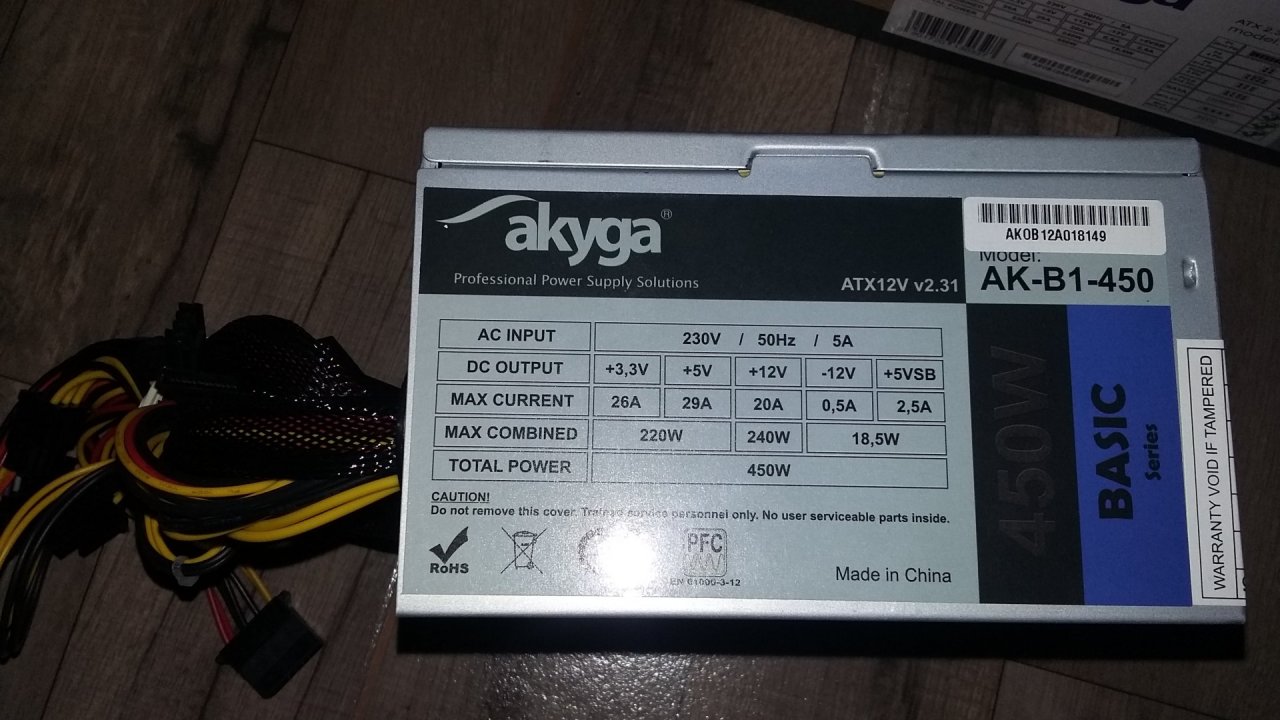 akyga®
Professional Power Supply Solutions
ATX12V v2.31
AK0B12A018149
Model:
AK-B1-450
AC INPUT 230V / 50Hz / 5A
DC OUTPUT +3,3V +5V +12V -12V +5VSB
MAX CURRENT 26A 29A 20A 0,5A 2,5A
MAX COMBINED 220W 240W 18,5W
TOTAL POWER 450W
CAUTION!
Do not remove this cover. Trained service personnel only. No user serviceable parts inside.
RoHS
PFC
EN 61000-3-12
Made in China
450W
BASIC
Series
WARRANTY VOID IF TAMPERED